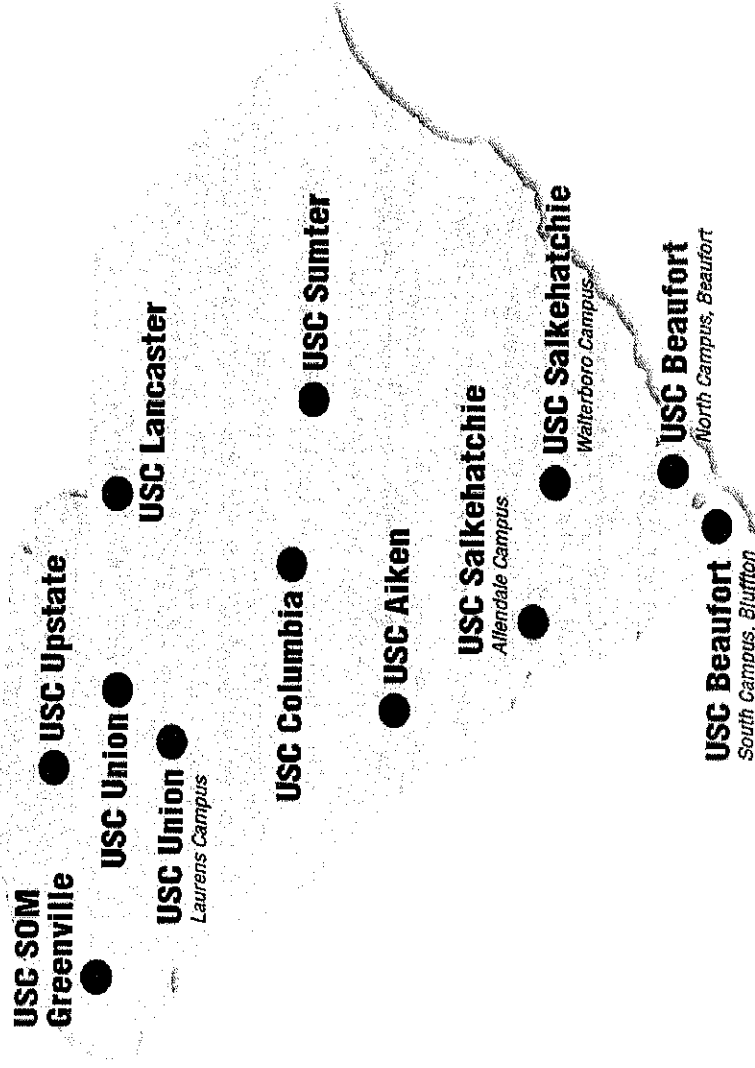 USC SOM
Greenville
USC Upstate
USC Union
USC Union
Laurens Campus
USC Lancaster
USC Columbia
USC Sumter
USC Aiken
USC Salkehatchie
Allendale Campus
USC Salkehatchie
Walterboro Campus
USC Beaufort
North Campus, Beaufort
USC Beaufort
South Campus, Bluffton